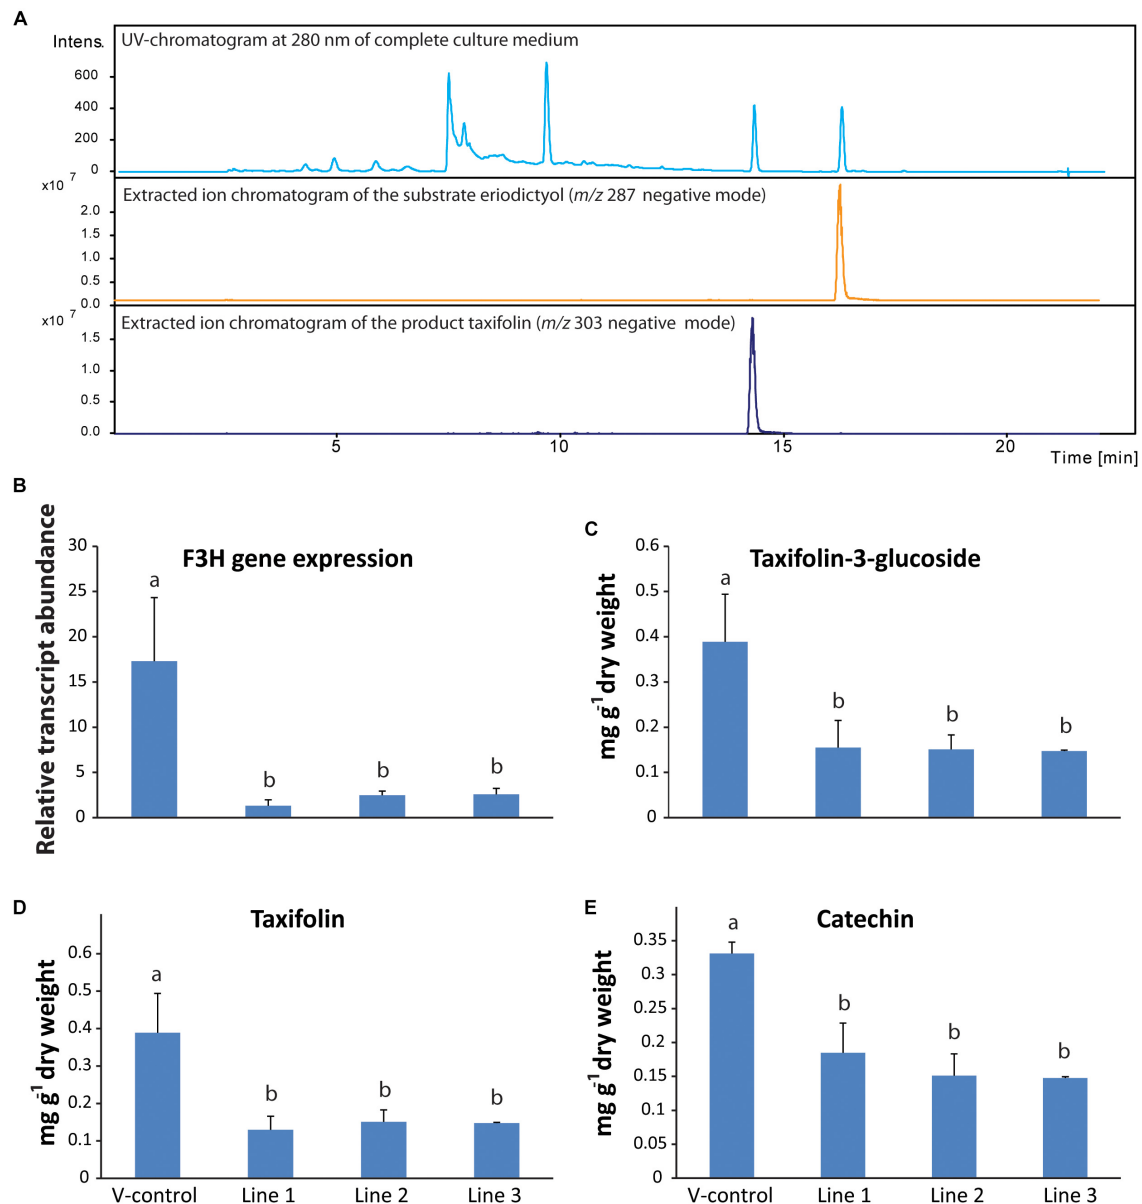 A
Intens.
UV-chromatogram at 280 nm of complete culture medium
600
400
200
0
x10 7
Extracted ion chromatogram of the substrate eriodictyol (m/z 287 negative mode)
2.0
1.5
1.0
0.5
0.0
x10 7
Extracted ion chromatogram of the product taxifolin (m/z 303 negative mode)
1.5
1.0
0.5
0.0
5 10 15 20
Time [min]
B
F3H gene expression
Relative transcript abundance
30
25
20
15
10
5
0
a b b b
C
Taxifolin-3-glucoside
mg g-1 dry weight
0.6
0.5
0.4
0.3
0.2
0.1
0
a b b b
D
Taxifolin
mg g-1 dry weight
0.6
0.5
0.4
0.3
0.2
0.1
0
a b b b
V-control Line 1 Line 2 Line 3
E
Catechin
mg g-1 dry weight
0.35
0.3
0.25
0.2
0.15
0.1
0.05
0
a b b b
V-control Line 1 Line 2 Line 3